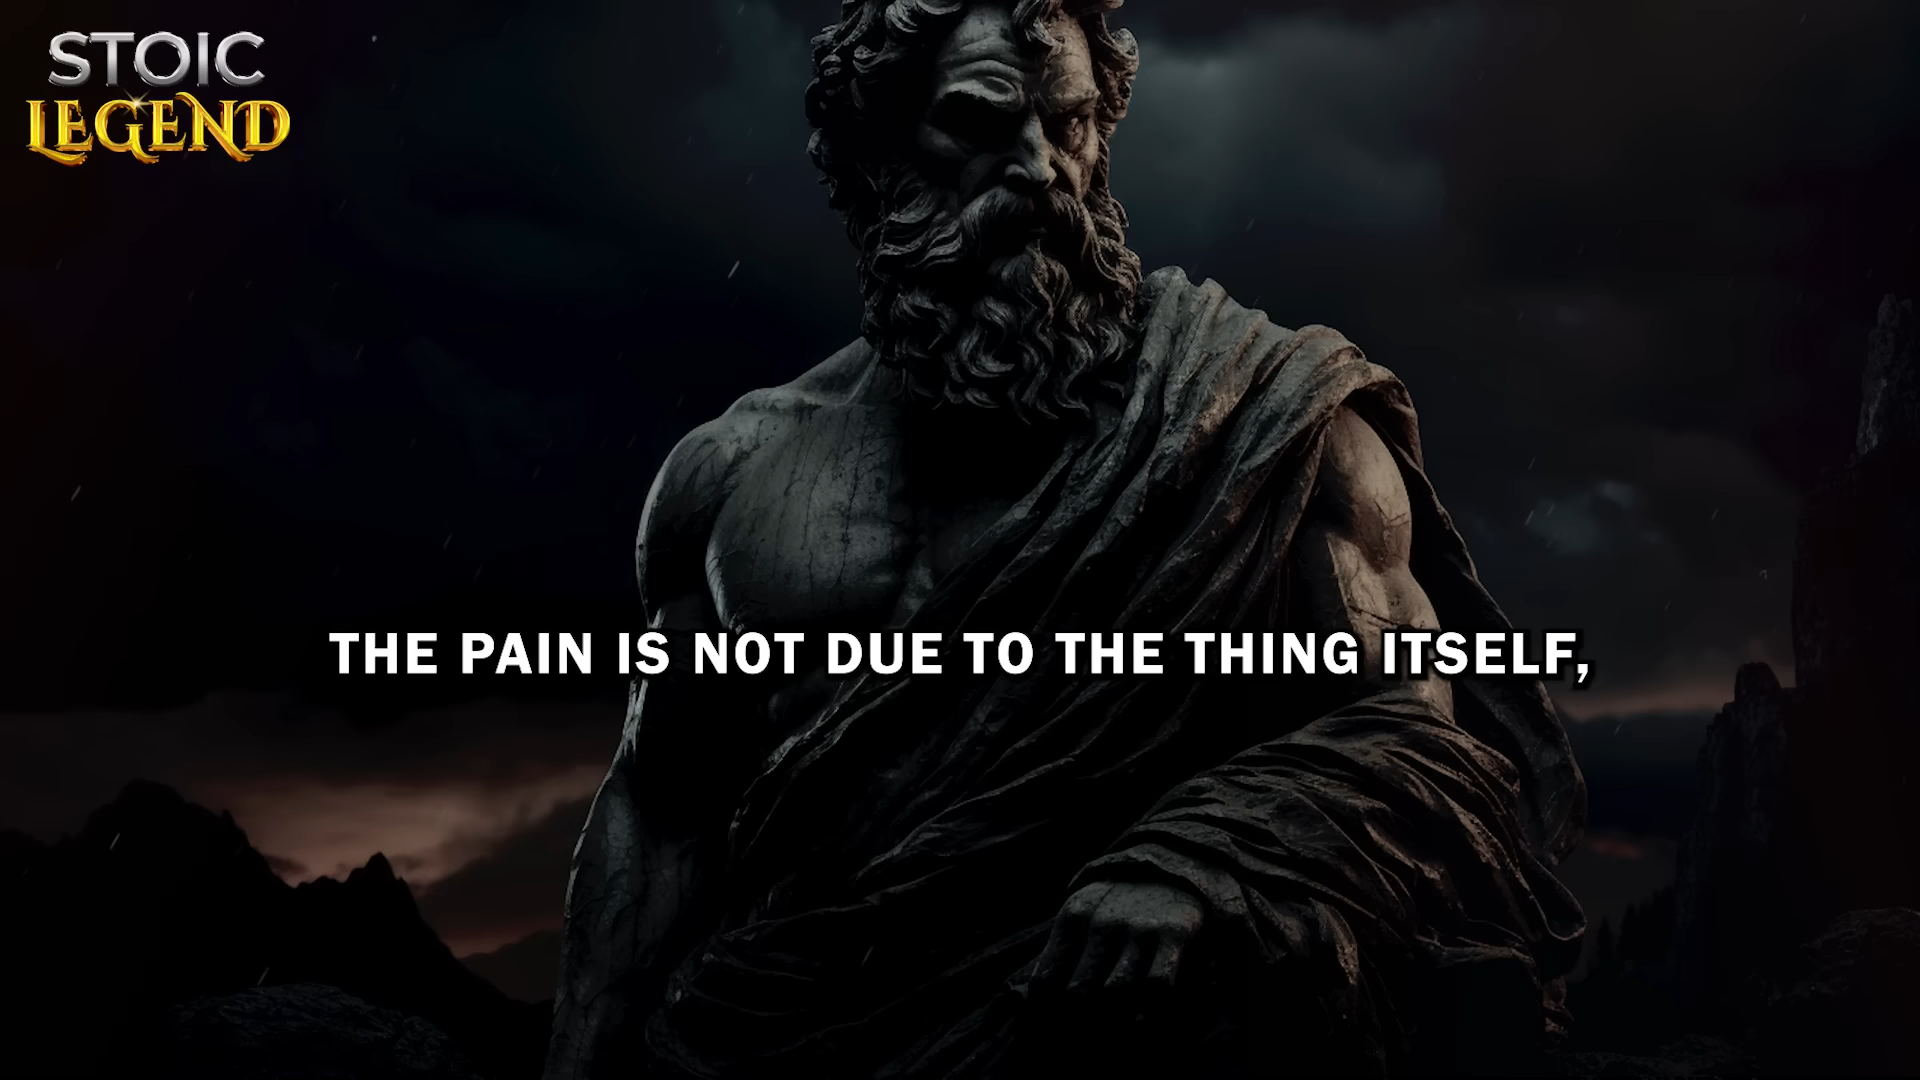 STOIC
LEGEND
THE PAIN IS NOT DUE TO THE THING ITSELF,